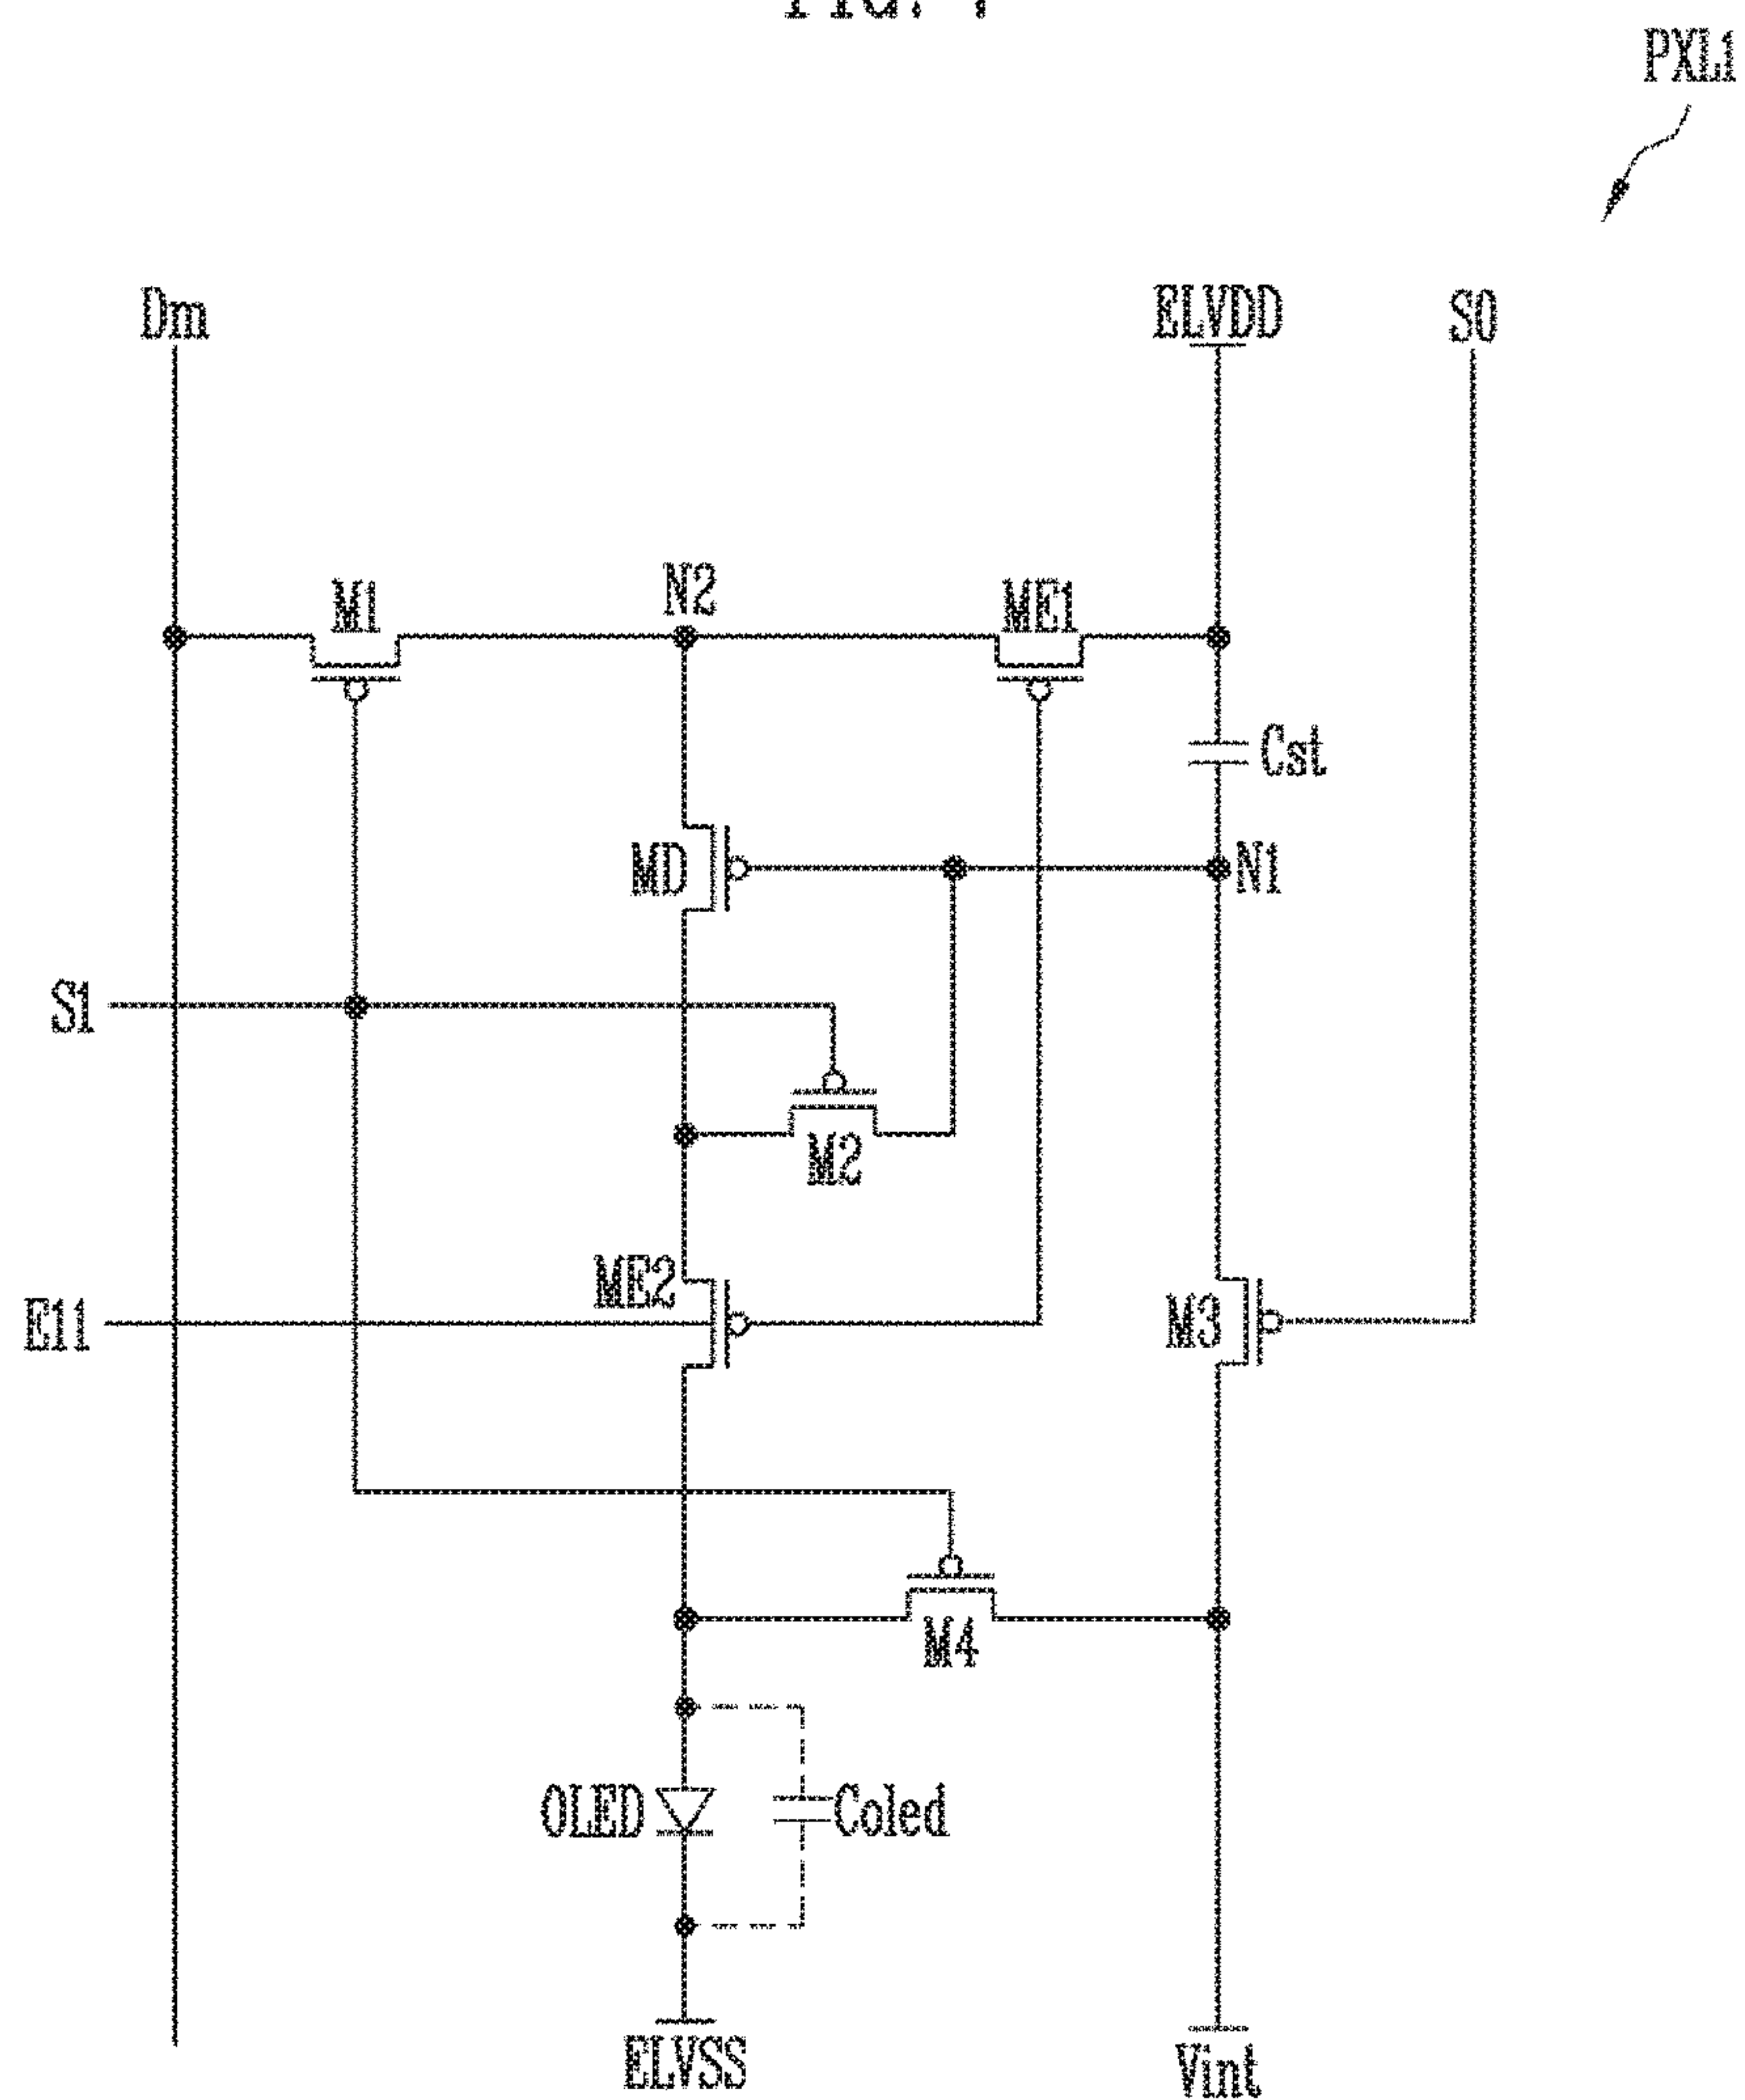 PXL1
Dm
ELVDD
S0
M1
N2
ME1
Cst
MD
N1
S1
M2
ME2
E11
M3
M4
OLED
Coled
ELVSS
Vint